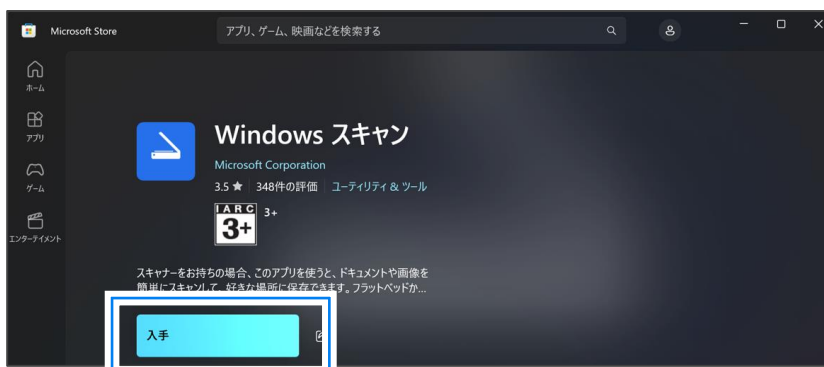 Microsoft Store
アプリ、ゲーム、映画などを検索する
ホーム
アプリ
ゲーム
エンターテイメント
Windows スキャン
Microsoft Corporation
3.5 ★ 348件の評価 ユーティリティ & ツール
IARC
3+
3+
スキャナーをお持ちの場合、このアプリを使うと、ドキュメントや画像を
簡単にスキャンして、好きな場所に保存できます。フラットベッドか...
入手